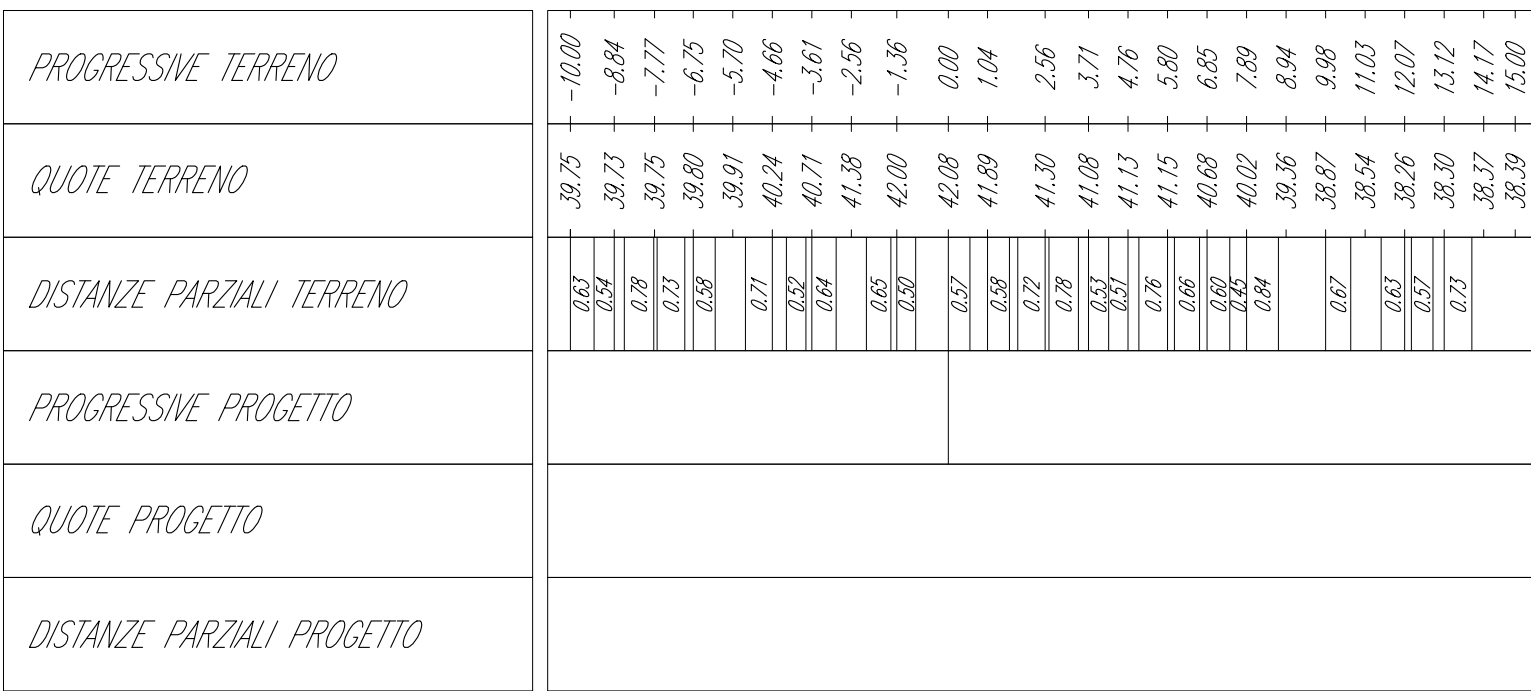 PROGRESSIVE TERRENO
-10.00 -8.84 -7.77 -6.75 -5.70 -4.66 -3.61 -2.56 -1.36 0.00 1.04 2.56 3.71 4.76 5.80 6.85 7.89 8.94 9.98 11.03 12.07 13.12 14.17 15.00
QUOTE TERRENO
39.75 39.73 39.75 39.80 39.91 40.24 40.71 41.38 42.00 42.08 41.89 41.30 41.08 41.13 41.15 40.68 40.02 39.36 38.87 38.54 38.26 38.30 38.37 38.39
DISTANZE PARZIALI TERRENO
0.63 0.54 0.78 0.73 0.58 0.71 0.52 0.64 0.65 0.50 0.57 0.58 0.72 0.78 0.53 0.51 0.76 0.66 0.60 0.45 0.84 0.67 0.63 0.57 0.73
PROGRESSIVE PROGETTO
QUOTE PROGETTO
DISTANZE PARZIALI PROGETTO